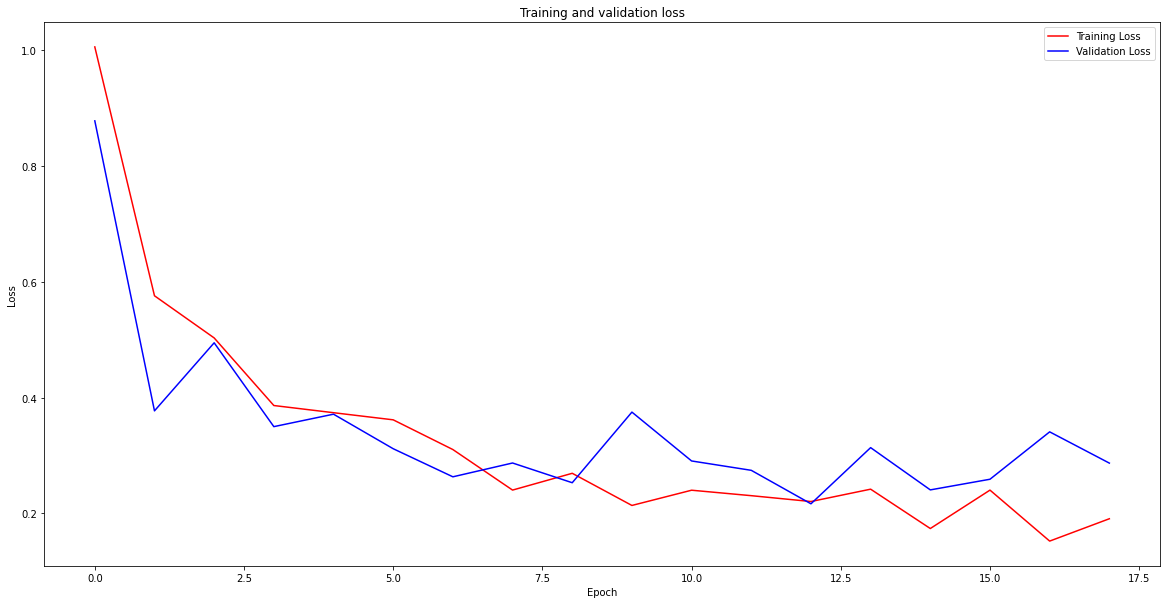 Training and validation loss
Training Loss
Validation Loss
1.0
0.8
0.6
0.4
0.2
Loss
0.0
2.5
5.0
7.5
10.0
12.5
15.0
17.5
Epoch